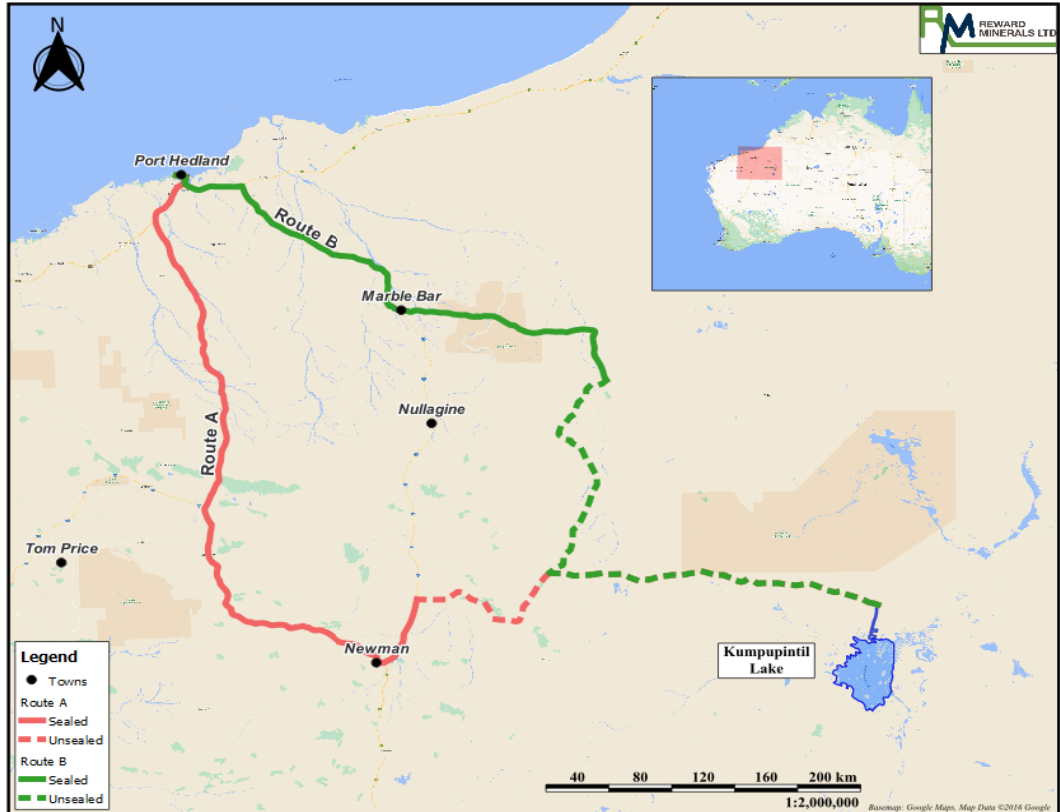 N
RM REWARD
MINERALS LTD
Port Hedland
Route B
Marble Bar
Nullagine
Route A
Tom Price
Newman
Kumpupintil
Lake
Legend
Towns
Route A
Sealed
Unsealed
Route B
Sealed
Unsealed
40 80 120 160 200 km
1:2,000,000
Basemap: Google Maps, Map Data ©2016 Google